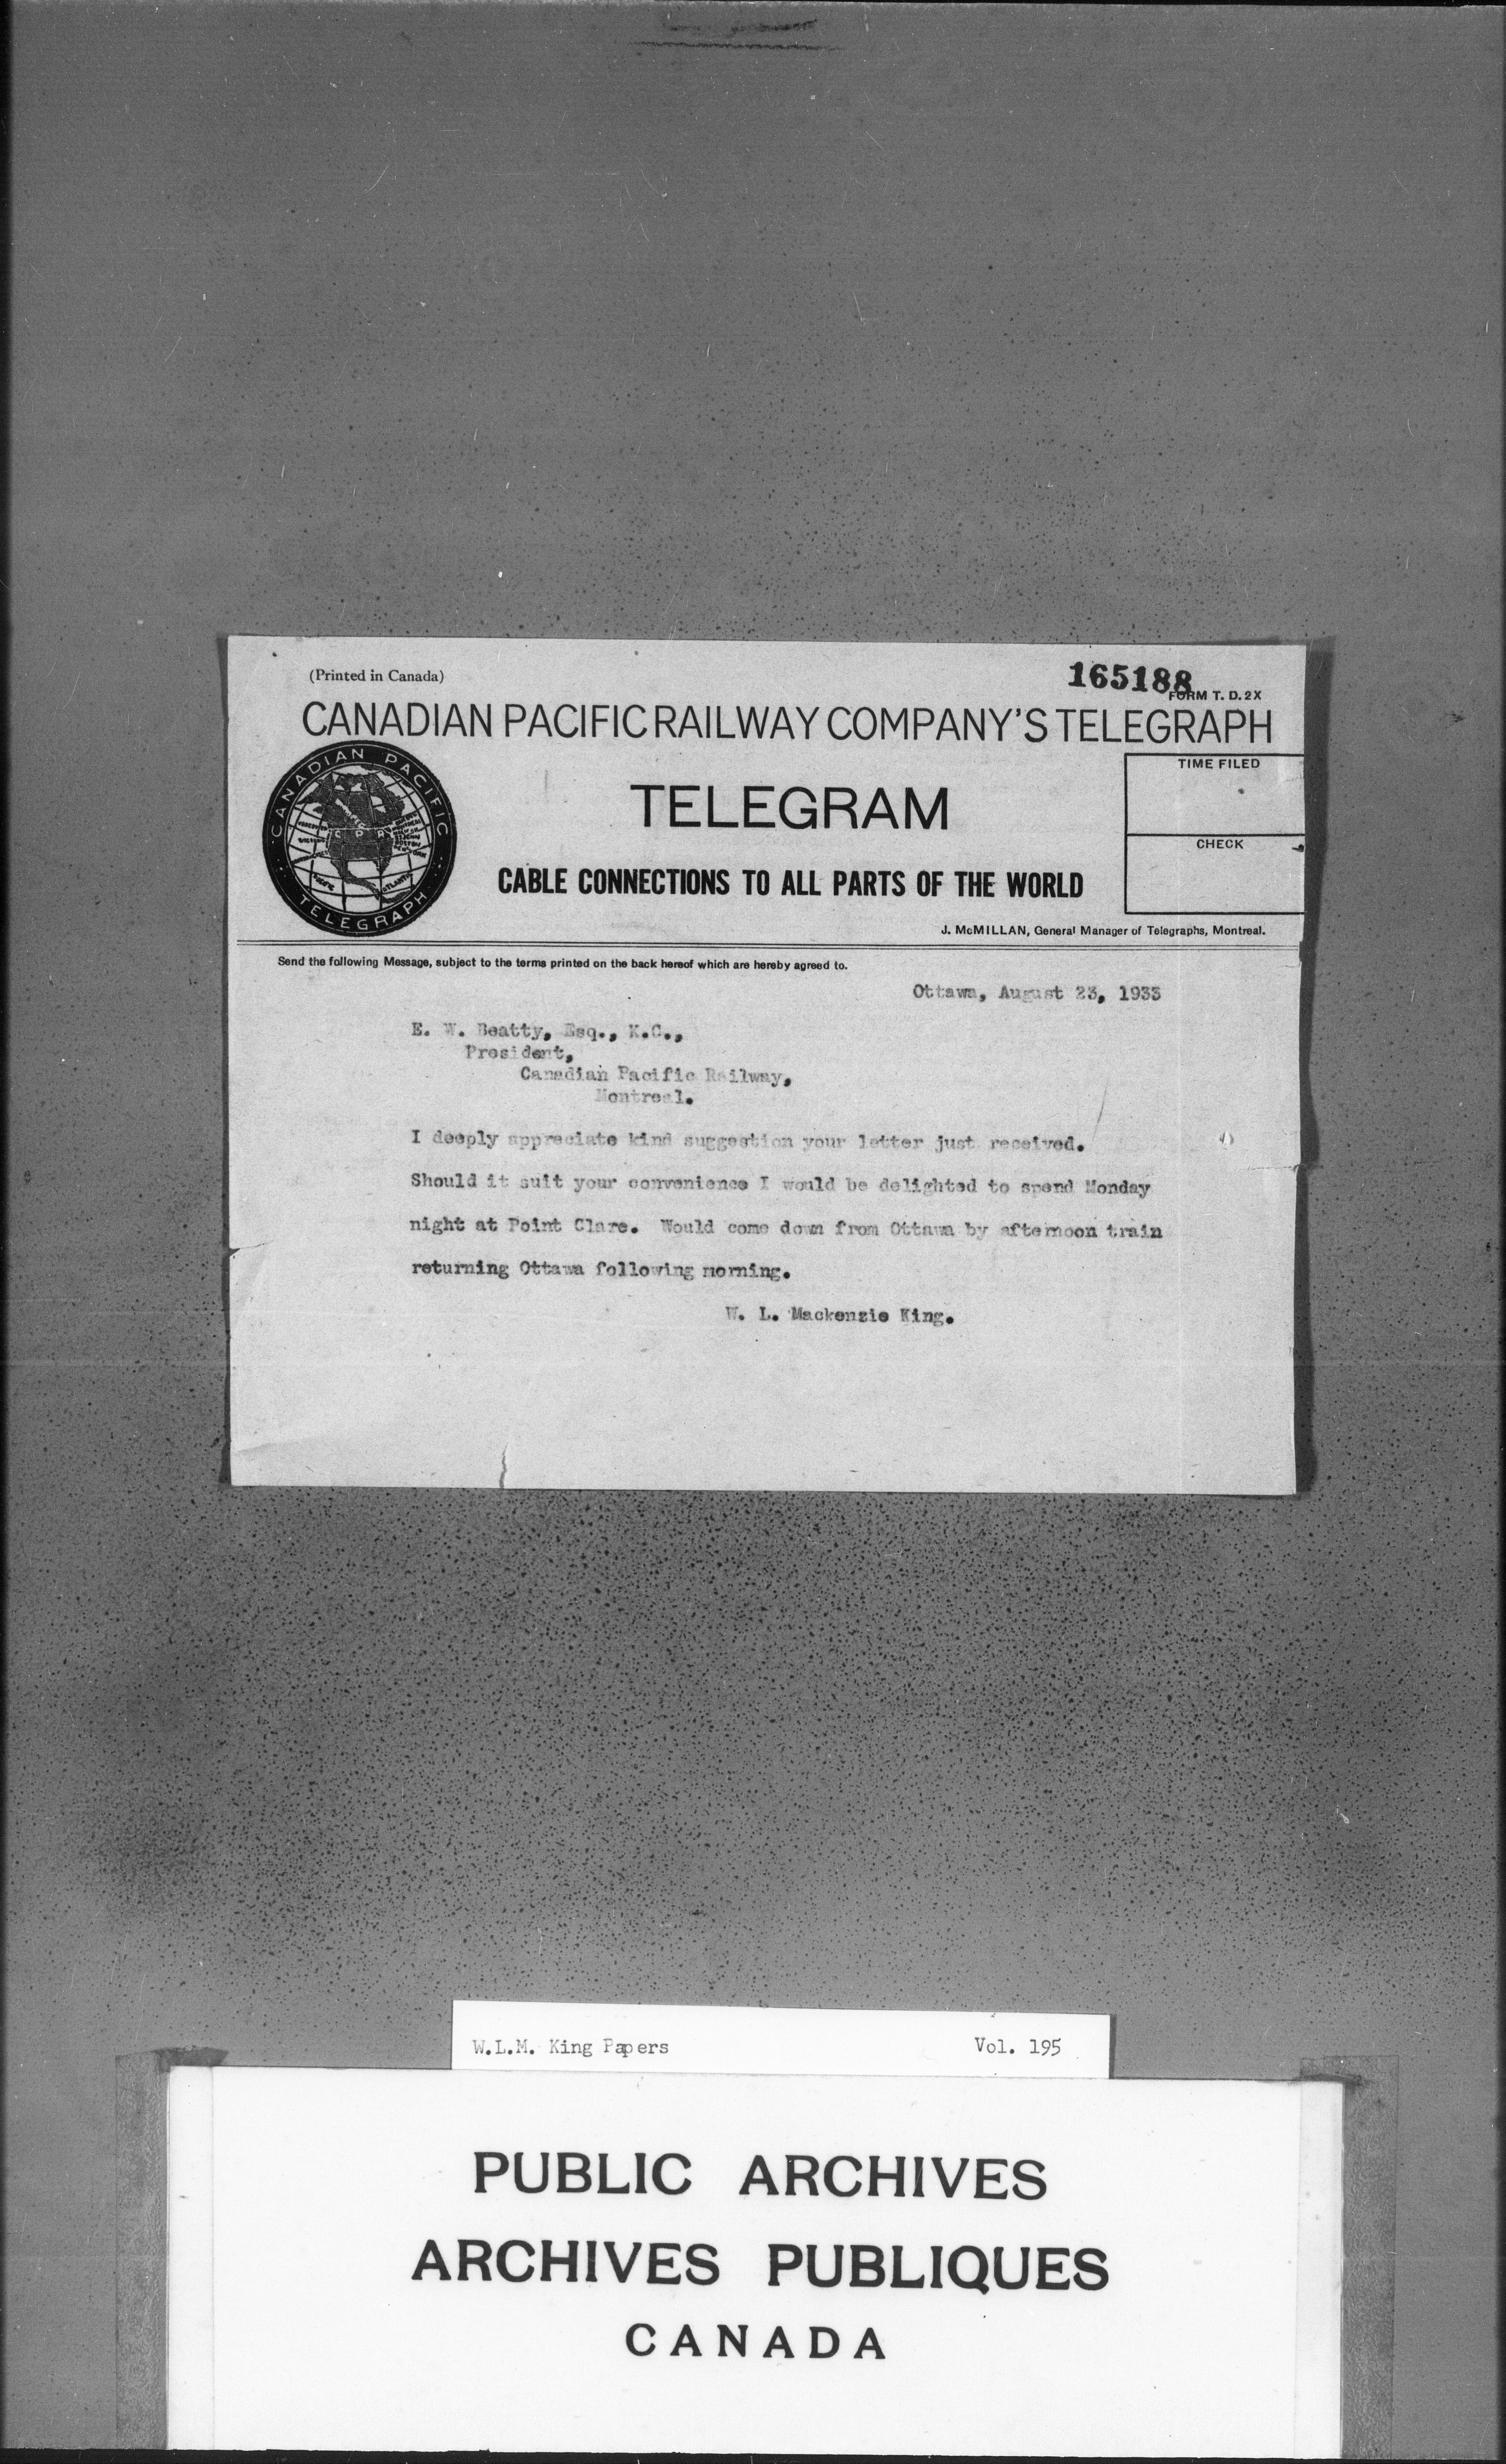 (Printed in Canada)
165188
FORM T. D. 2X
CANADIAN PACIFIC RAILWAY COMPANY'S TELEGRAPH
CANADIAN PACIFIC
C P R
PACIFIC
ATLANTIC
TELEGRAPH
TELEGRAM
CABLE CONNECTIONS TO ALL PARTS OF THE WORLD
TIME FILED
CHECK
J. McMILLAN, General Manager of Telegraphs, Montreal.
Send the following Message, subject to the terms printed on the back hereof which are hereby agreed to.
Ottawa, August 23, 1933
E. W. Beatty, Esq., K.C.,
President,
Canadian Pacific Railway,
Montreal.
I deeply appreciate kind suggestion your letter just received.
Should it suit your convenience I would be delighted to spend Monday
night at Point Clare. Would come down from Ottawa by afternoon train
returning Ottawa following morning.
W. L. Mackenzie King.
W.L.M. King Papers Vol. 195
PUBLIC ARCHIVES
ARCHIVES PUBLIQUES
CANADA